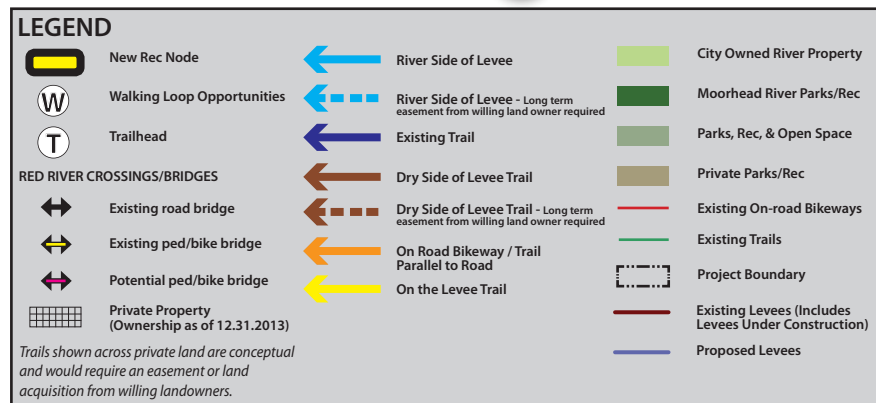 LEGEND
New Rec Node
W
Walking Loop Opportunities
T
Trailhead
RED RIVER CROSSINGS/BRIDGES
Existing road bridge
Existing ped/bike bridge
Potential ped/bike bridge
Private Property
(Ownership as of 12.31.2013)
Trails shown across private land are conceptual
and would require an easement or land
acquisition from willing landowners.
River Side of Levee
River Side of Levee - Long term
easement from willing land owner required
Existing Trail
Dry Side of Levee Trail
Dry Side of Levee Trail - Long term
easement from willing land owner required
On Road Bikeway / Trail
Parallel to Road
On the Levee Trail
City Owned River Property
Moorhead River Parks/Rec
Parks, Rec, & Open Space
Private Parks/Rec
Existing On-road Bikeways
Existing Trails
Project Boundary
Existing Levees (Includes
Levees Under Construction)
Proposed Levees